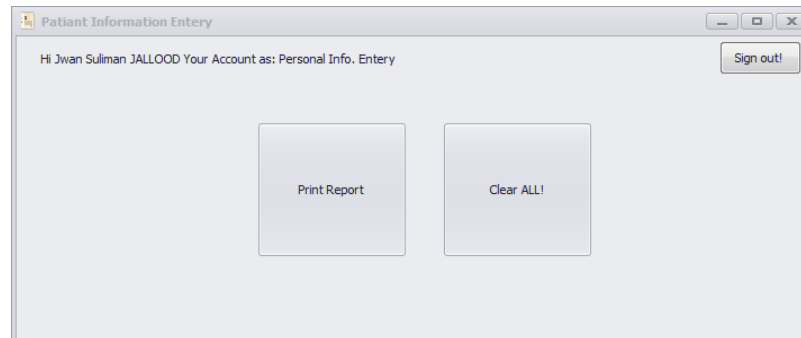 Patiant Information Entery
Hi Jwan Suliman JALLOOD Your Account as: Personal Info. Entery
Sign out!
Print Report
Clear ALL!